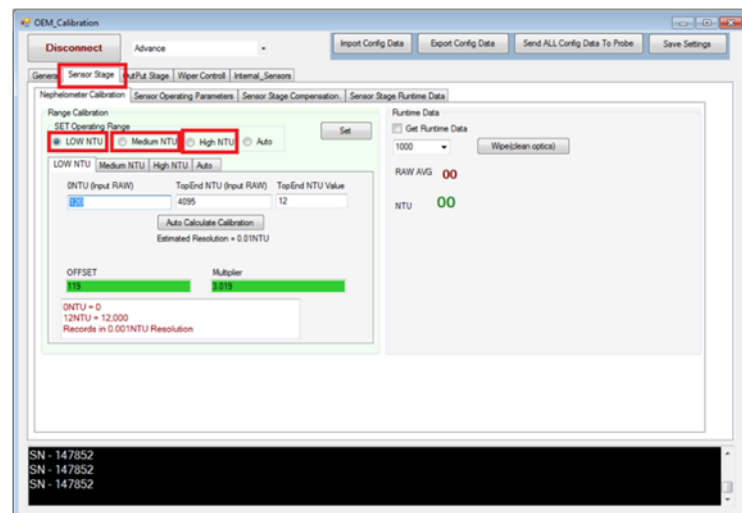 OEM_Calibration
Disconnect
Advance
Import Config Data
Export Config Data
Send ALL Config Data To Probe
Save Settings
General
Sensor Stage
OutPut Stage
Wiper Controll
Internal_Sensors
Nephelometer Calibration
Sensor Operating Parameters
Sensor Stage Compensation.
Sensor Stage Runtime Data
Range Calibration
SET Operating Range
LOW NTU
Medium NTU
High NTU
Auto
Set
LOW NTU
Medium NTU
High NTU
Auto
0NTU (Input RAW)
TopEnd NTU (Input RAW)
TopEnd NTU Value
120
4095
12
Auto Calculate Calibration
Estimated Resolution = 0.01NTU
OFFSET
Multiplier
119
3.019
0NTU = 0
12NTU = 12,000
Records in 0.001NTU Resolution
Runtime Data
Get Runtime Data
1000
Wipe(clean optics)
RAW AVG 00
NTU 00
SN - 147852
SN - 147852
SN - 147852